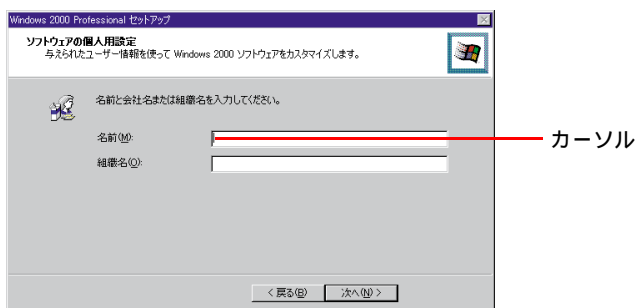 Windows 2000 Professional セットアップ
ソフトウェアの個人用設定
与えられたユーザー情報を使って Windows 2000 ソフトウェアをカスタマイズします。
名前と会社名または組織名を入力してください。
名前(M):
カーソル
組織名(O):
< 戻る(B)
次へ(N) >